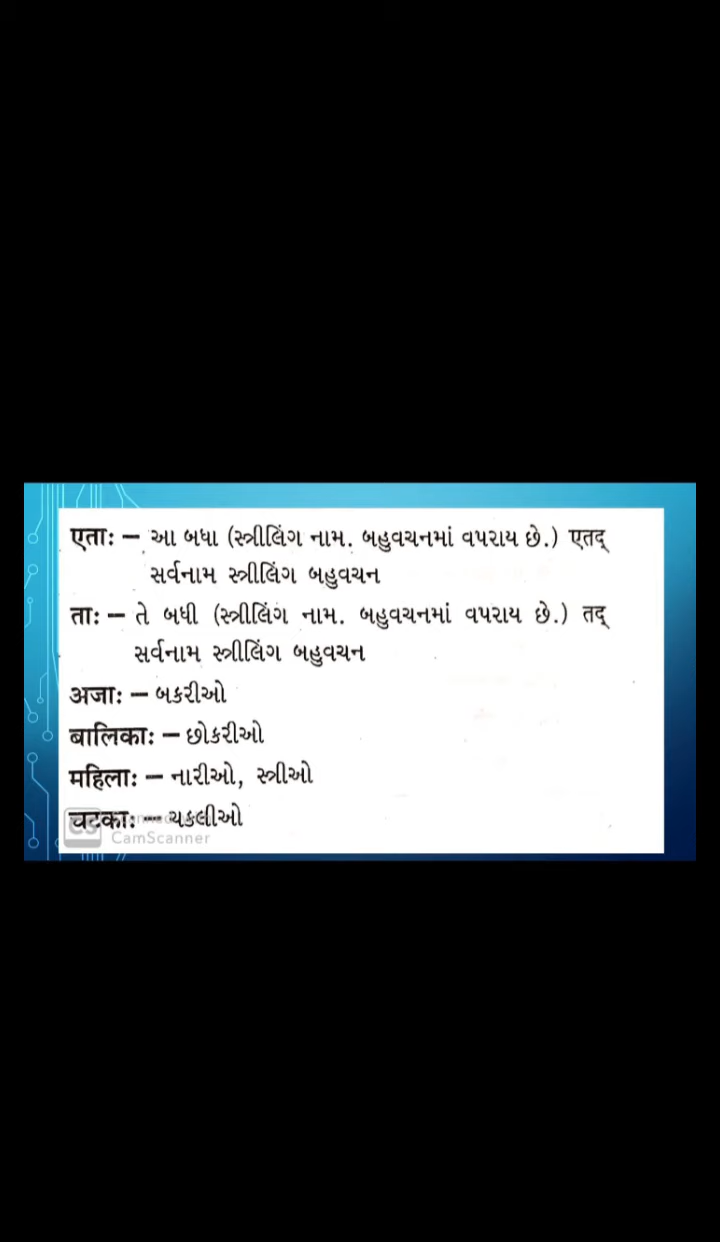 एताः – આ બધા (સ્ત્રીલિંગ નામ. બહુવચનમાં વપરાય છે.) एतद्
સર્વનામ સ્ત્રીલિંગ બહુવચન
ताः – તે બધી (સ્ત્રીલિંગ નામ. બહુવચનમાં વપરાય છે.) तद्
સર્વનામ સ્ત્રીલિંગ બહુવચન
अजाः – બકરીઓ
बालिकाः – છોકરીઓ
महिलाः – નારીઓ, સ્ત્રીઓ
चटकाः – ચકલીઓ
CS
CamScanner